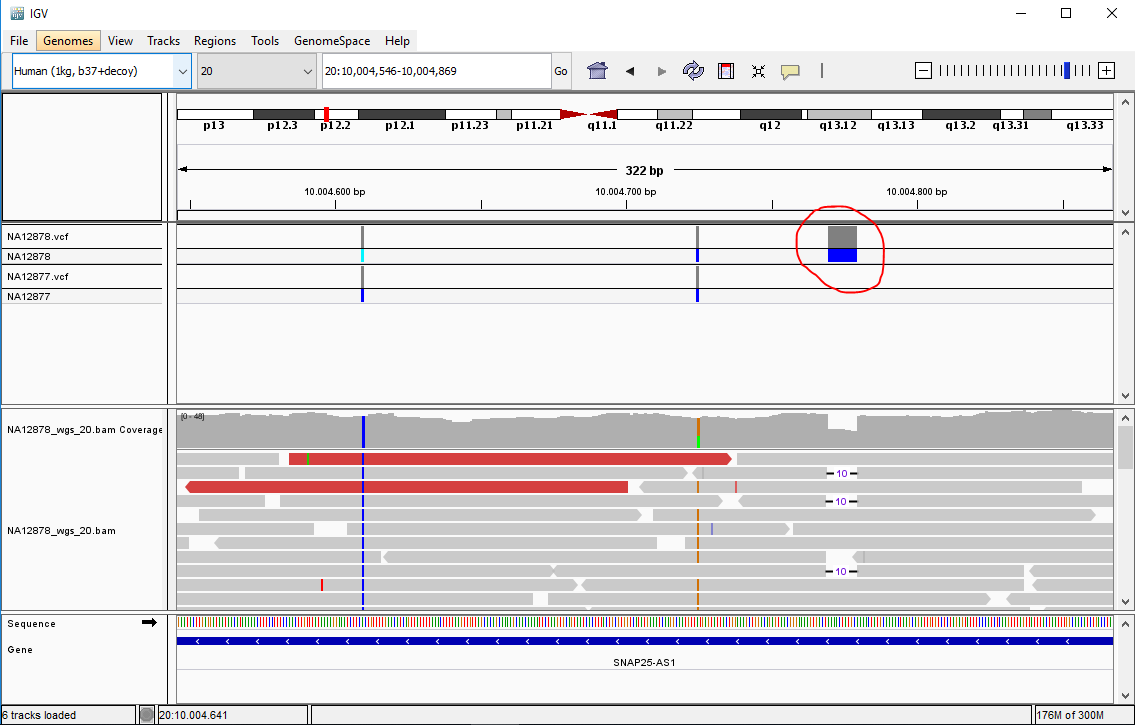 IGV
File Genomes View Tracks Regions Tools GenomeSpace Help
Human (1kg, b37+decoy) 20 20:10,004,546-10,004,869 Go
p13 p12.3 p12.2 p12.1 p11.23 p11.21 q11.1 q11.22 q12 q13.12 q13.13 q13.2 q13.31 q13.33
322 bp
10.004.600 bp 10.004.700 bp 10.004.800 bp
NA12878.vcf
NA12878
NA12877.vcf
NA12877
[0 - 48]
NA12878_wgs_20.bam Coverage
10
10
NA12878_wgs_20.bam
10
Sequence
Gene
SNAP25-AS1
6 tracks loaded 20:10.004.641 176M of 300M